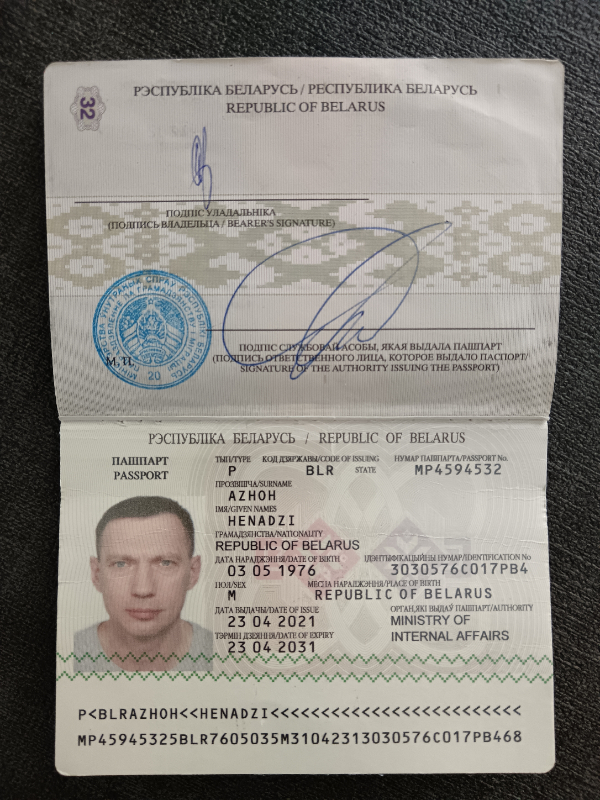 32
РЭСПУБЛІКА БЕЛАРУСЬ / РЕСПУБЛИКА БЕЛАРУСЬ
REPUBLIC OF BELARUS
ПОДПІС УЛАДАЛЬНІКА
(ПОДПИСЬ ВЛАДЕЛЬЦА / BEARER'S SIGNATURE)
М. П.
20
ПОДПІС СЛУЖБОВАЙ АСОБЫ, ЯКАЯ ВЫДАЛА ПАШПАРТ
(ПОДПИСЬ ОТВЕТСТВЕННОГО ЛИЦА, КОТОРОЕ ВЫДАЛО ПАСПОРТ/
SIGNATURE OF THE AUTHORITY ISSUING THE PASSPORT)
РЭСПУБЛІКА БЕЛАРУСЬ / REPUBLIC OF BELARUS
ПАШПАРТ
PASSPORT
ТЫП/TYPE КОД ДЗЯРЖАВЫ/CODE OF ISSUING STATE НУМАР ПАШПАРТА/PASSPORT No.
P BLR MP4594532
ПРОЗВІШЧА/SURNAME
AZHOH
ІМЯ/GIVEN NAMES
HENADZI
ГРАМАДЗЯНСТВА/NATIONALITY
REPUBLIC OF BELARUS
ДАТА НАРАДЖЭННЯ/DATE OF BIRTH ІДЭНТЫФІКАЦЫЙНЫ НУМАР/IDENTIFICATION No
03 05 1976 3030576C017PB4
ПОЛ/SEX МЕСЦА НАРАДЖЭННЯ/PLACE OF BIRTH
M REPUBLIC OF BELARUS
ДАТА ВЫДАЧЫ/DATE OF ISSUE ОРГАН, ЯКІ ВЫДАЎ ПАШПАРТ/AUTHORITY
23 04 2021 MINISTRY OF
ТЭРМІН ДЗЕЯННЯ/DATE OF EXPIRY INTERNAL AFFAIRS
23 04 2031
P<BLRAZHOH<<HENADZI<<<<<<<<<<<<<<<<<<<<<<<<<
MP45945325BLR7605035M31042313030576C017PB468